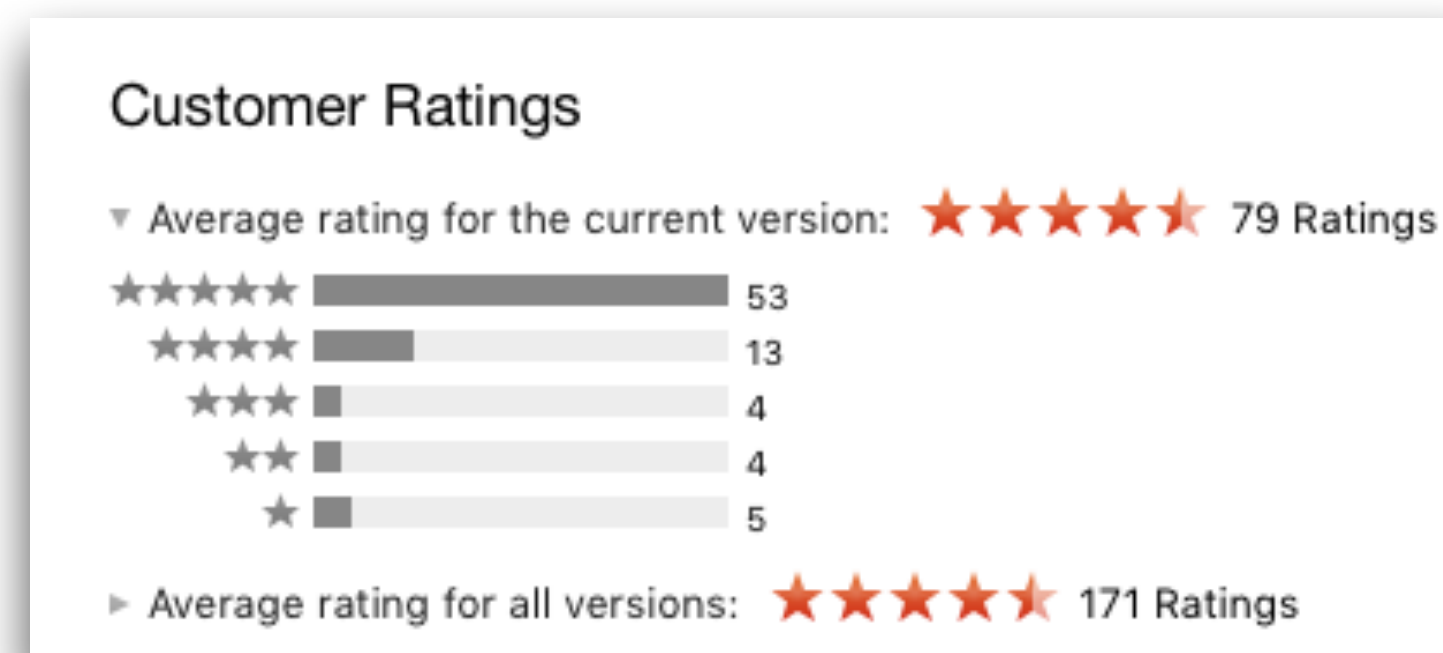 Customer Ratings
Average rating for the current version: 79 Ratings
53
13
4
4
5
Average rating for all versions: 171 Ratings